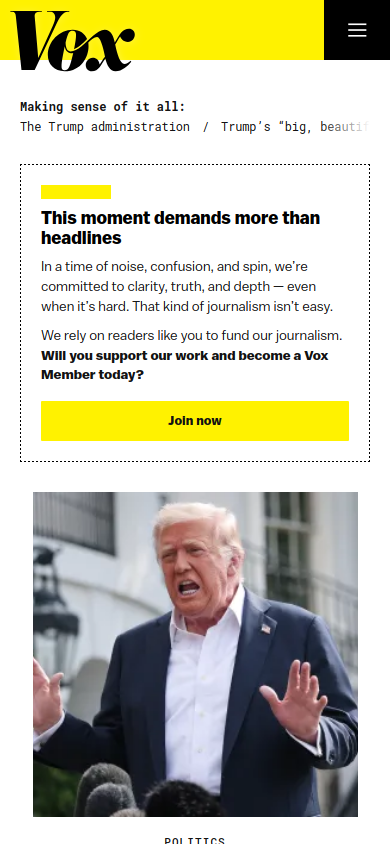 Vox
Making sense of it all:
The Trump administration / Trump’s “big, beauti
This moment demands more than
headlines
In a time of noise, confusion, and spin, we’re
committed to clarity, truth, and depth — even
when it’s hard. That kind of journalism isn’t easy.
We rely on readers like you to fund our journalism.
Will you support our work and become a Vox
Member today?
Join now
POLITICS